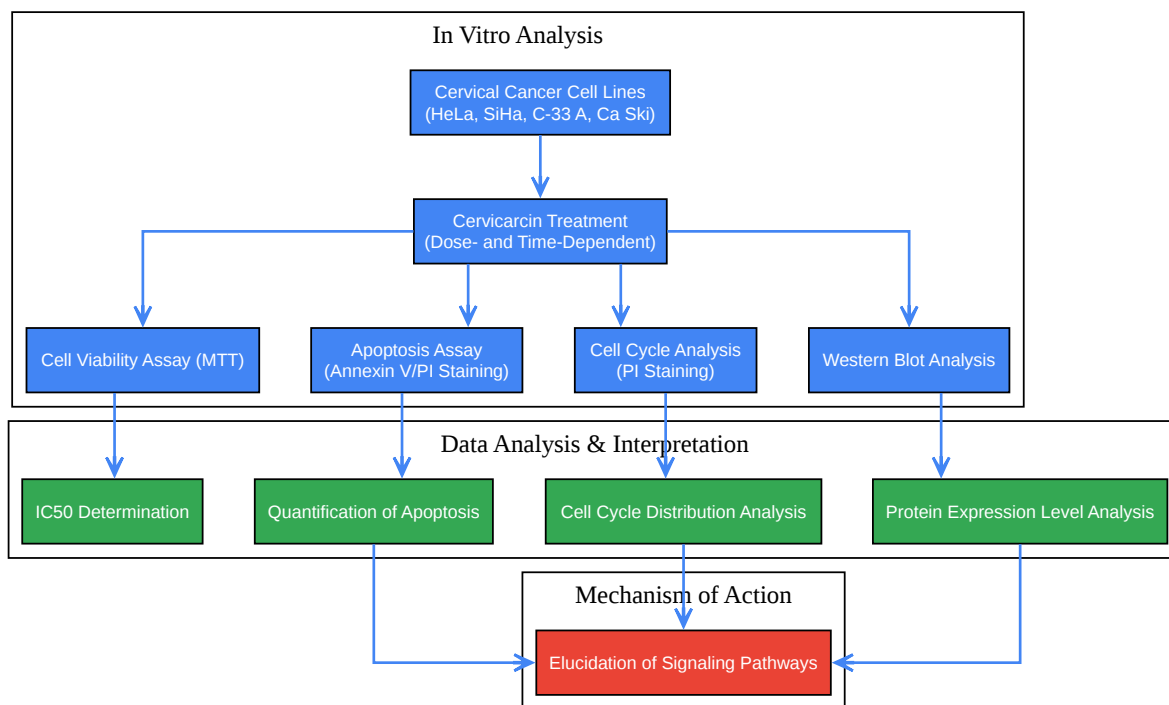 In Vitro Analysis
Cervical Cancer Cell Lines
(HeLa, SiHa, C-33 A, Ca Ski)
Cervicarcin Treatment
(Dose- and Time-Dependent)
Cell Viability Assay (MTT)
Apoptosis Assay
(Annexin V/PI Staining)
Cell Cycle Analysis
(PI Staining)
Western Blot Analysis
Data Analysis & Interpretation
IC50 Determination
Quantification of Apoptosis
Cell Cycle Distribution Analysis
Protein Expression Level Analysis
Mechanism of Action
Elucidation of Signaling Pathways